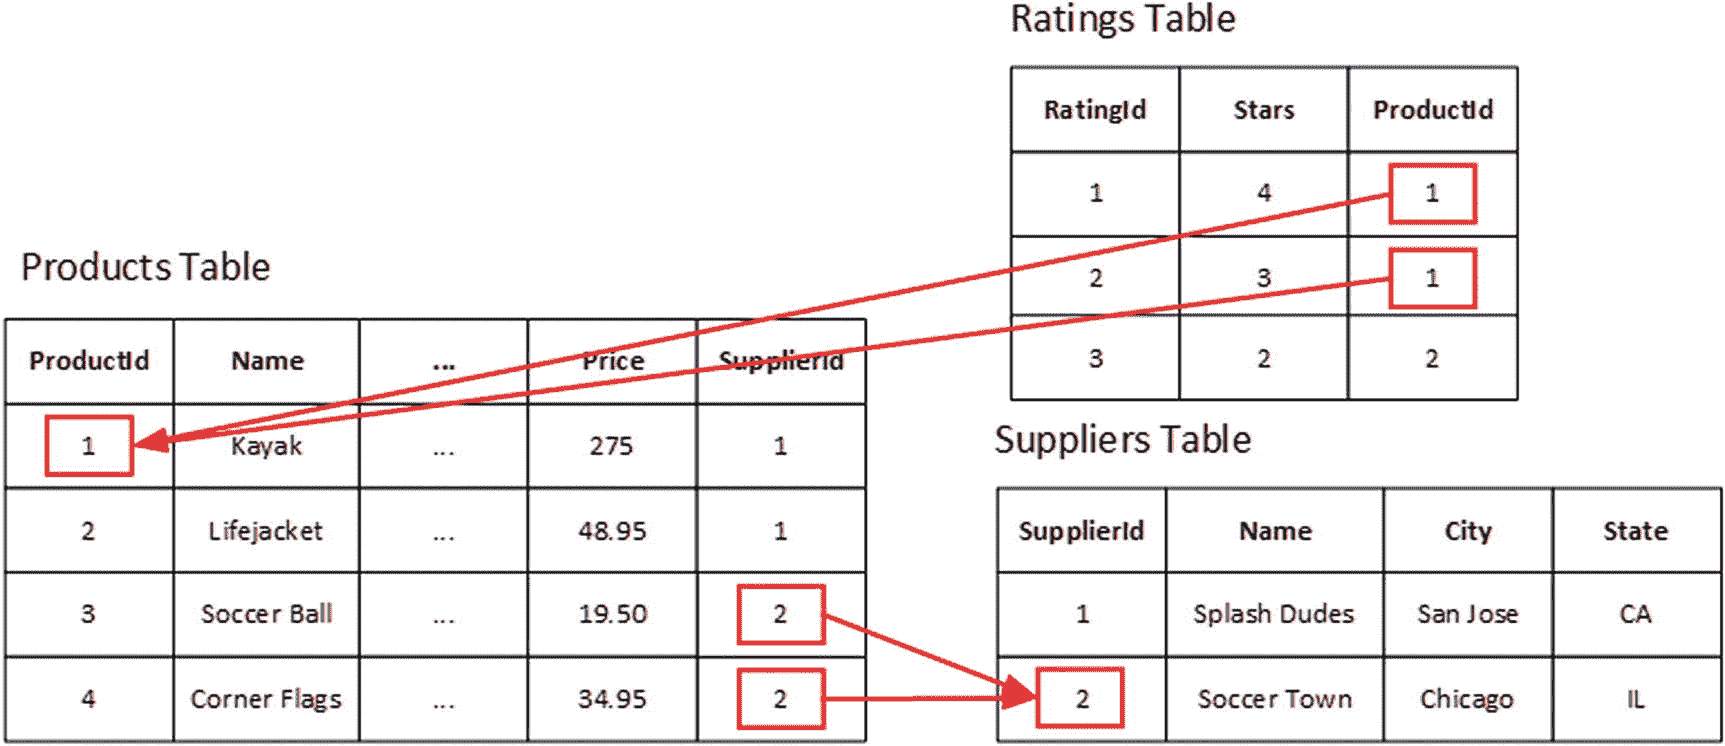 Ratings Table
RatingId Stars ProductId
1 4 1
2 3 1
3 2 2
Products Table
ProductId Name ... Price SupplierId
1 Kayak ... 275 1
2 Lifejacket ... 48.95 1
3 Soccer Ball ... 19.50 2
4 Corner Flags ... 34.95 2
Suppliers Table
SupplierId Name City State
1 Splash Dudes San Jose CA
2 Soccer Town Chicago IL